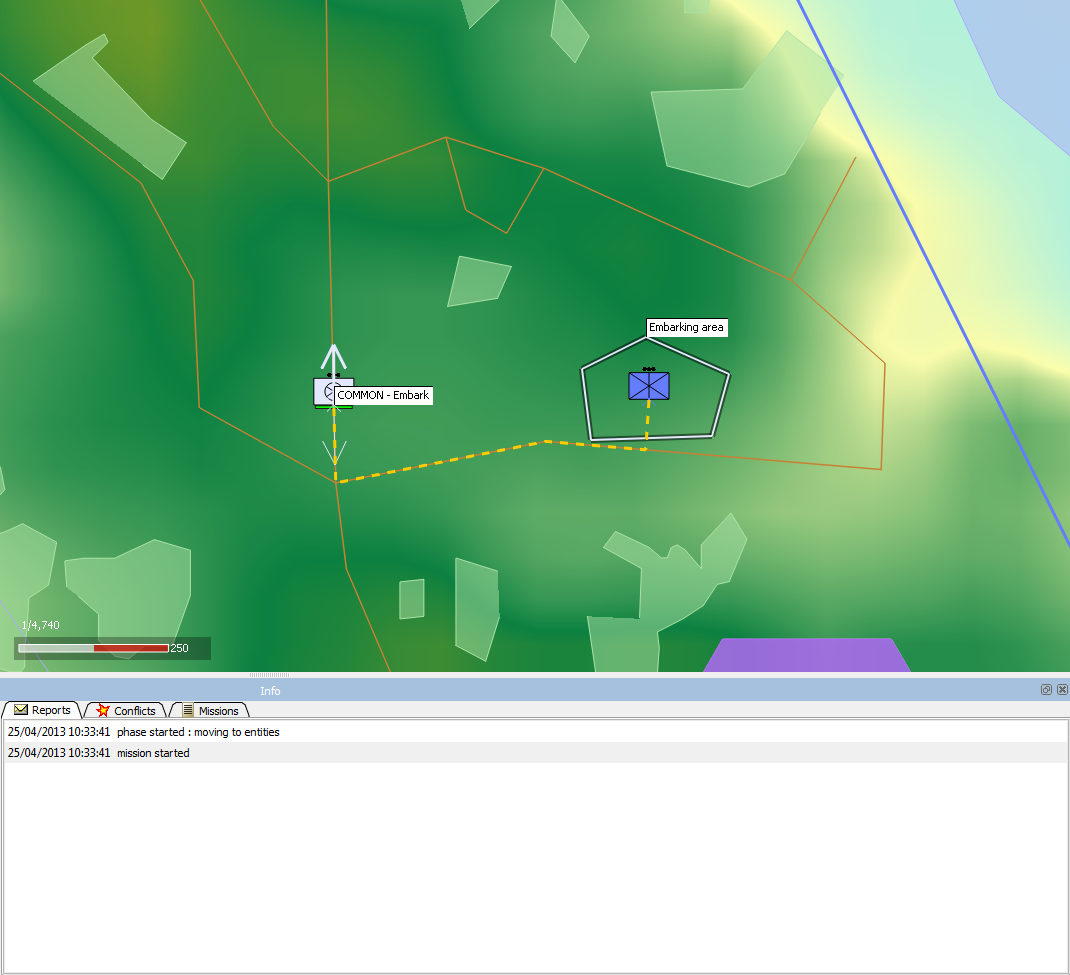 Embarking area
COMMON - Embark
1/4,740
250
Info
Reports Conflicts Missions
25/04/2013 10:33:41 phase started : moving to entities
25/04/2013 10:33:41 mission started